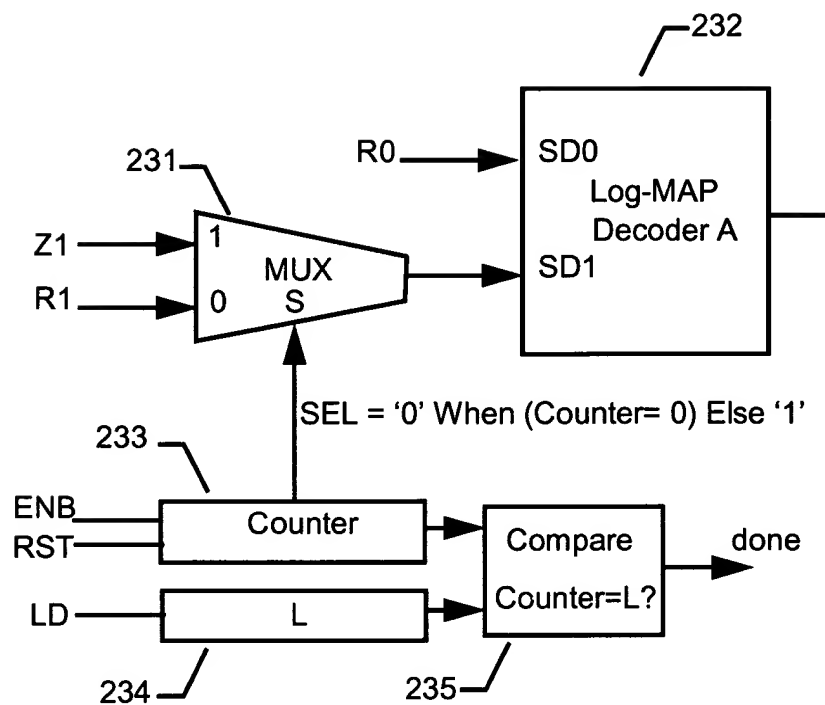 232
231
R0
SD0
Log-MAP
Decoder A
Z1
1
MUX
SD1
R1
0
S
SEL = '0' When (Counter= 0) Else '1'
233
ENB
Counter
RST
Compare
done
LD
L
Counter=L?
234
235